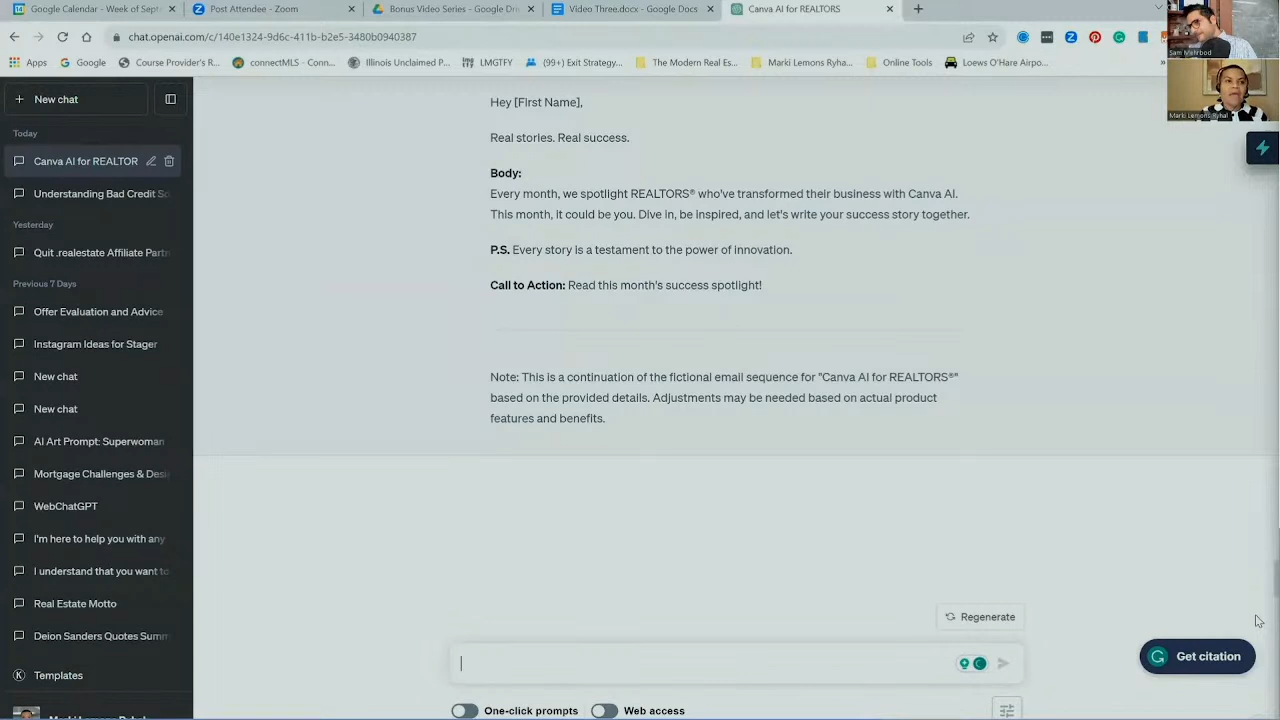 Google Calendar - Week of Sept
Post Attendee - Zoom
Bonus Video Series - Google Dri
Video Three.docx - Google Docs
Canva AI for REALTORS
chat.openai.com/c/140e1324-9d6c-411b-b2e5-3480b0940387
Apps
Google
Course Provider's R...
connectMLS - Conn...
Illinois Unclaimed P...
MGTFY
(99+) Exit Strategy...
The Modern Real Es...
Marki Lemons Ryha...
Online Tools
Loews O'Hare Airpo...
»
Sam Mehrbod
Marki Lemons Ryhal
New chat
Today
Canva AI for REALTOR
Understanding Bad Credit Sc
Yesterday
Quit .realestate Affiliate Partn
Previous 7 Days
Offer Evaluation and Advice
Instagram Ideas for Stager
New chat
New chat
AI Art Prompt: Superwoman
Mortgage Challenges & Desi
WebChatGPT
I'm here to help you with any
I understand that you want to
Real Estate Motto
Deion Sanders Quotes Summ
Templates
Hey [First Name],
Real stories. Real success.
Body:
Every month, we spotlight REALTORS® who've transformed their business with Canva AI.
This month, it could be you. Dive in, be inspired, and let's write your success story together.
P.S. Every story is a testament to the power of innovation.
Call to Action: Read this month's success spotlight!
Note: This is a continuation of the fictional email sequence for "Canva AI for REALTORS®"
based on the provided details. Adjustments may be needed based on actual product
features and benefits.
Regenerate
Get citation
One-click prompts
Web access